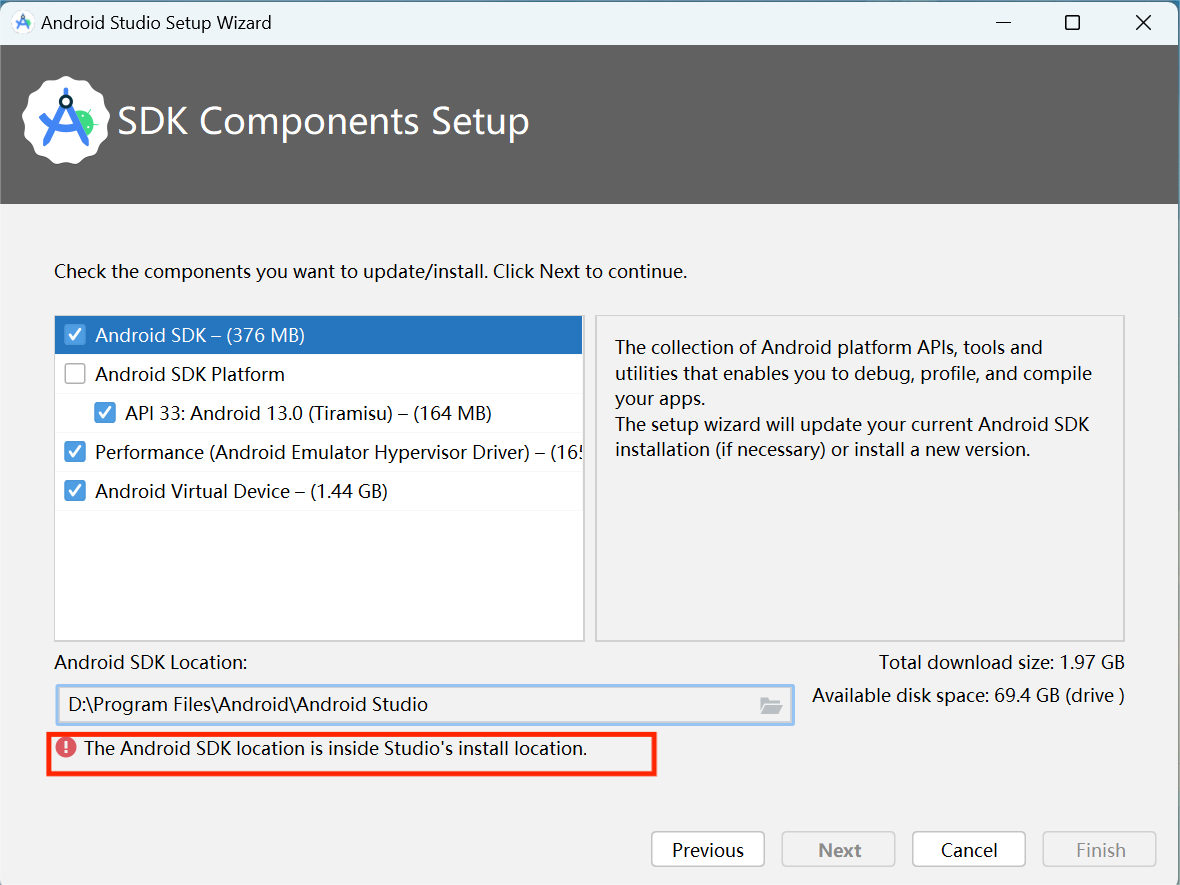 Android Studio Setup Wizard
SDK Components Setup
Check the components you want to update/install. Click Next to continue.
Android SDK – (376 MB)
Android SDK Platform
API 33: Android 13.0 (Tiramisu) – (164 MB)
Performance (Android Emulator Hypervisor Driver) – (165
Android Virtual Device – (1.44 GB)
The collection of Android platform APIs, tools and
utilities that enables you to debug, profile, and compile
your apps.
The setup wizard will update your current Android SDK
installation (if necessary) or install a new version.
Android SDK Location:
Total download size: 1.97 GB
D:\Program Files\Android\Android Studio
Available disk space: 69.4 GB (drive )
The Android SDK location is inside Studio's install location.
Previous
Next
Cancel
Finish